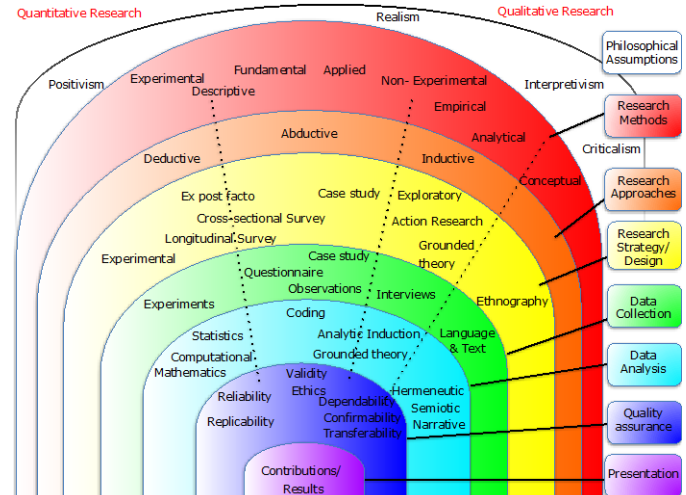 Quantitative Research
Realism
Qualitative Research
Philosophical
Assumptions
Positivism
Experimental
Fundamental
Applied
Non- Experimental
Interpretivism
Descriptive
Empirical
Research
Methods
Analytical
Abductive
Criticalism
Deductive
Inductive
Conceptual
Research
Approaches
Ex post facto
Case study
Exploratory
Cross-sectional Survey
Action Research
Longitudinal Survey
Grounded
theory
Research
Strategy/
Design
Experimental
Case study
Questionnaire
Observations
Interviews
Ethnography
Experiments
Data
Collection
Coding
Statistics
Analytic Induction
Language
& Text
Computational
Mathematics
Grounded theory
Data
Analysis
Validity
Ethics
Reliability
Dependability
Hermeneutic
Replicability
Confirmability
Semiotic
Transferability
Narrative
Quality
assurance
Contributions/
Results
Presentation